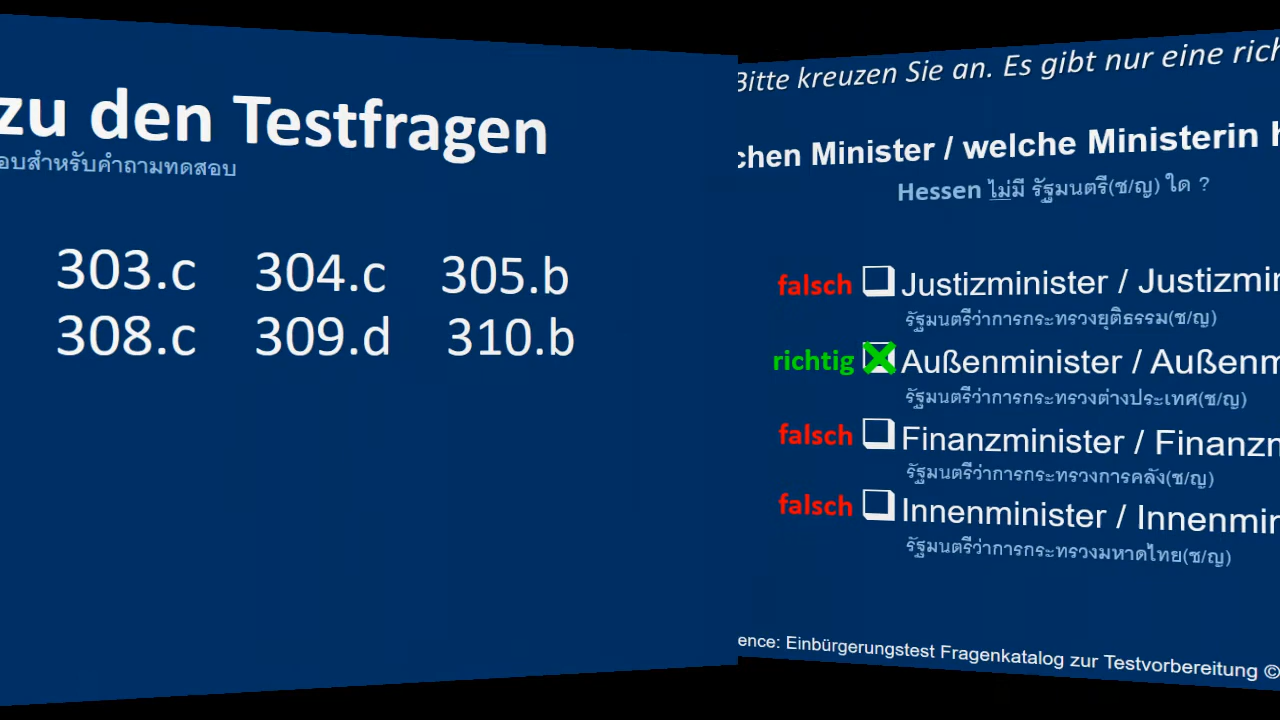 zu den Testfragen
อบสำหรับคำถามทดสอบ
303.c 304.c 305.b
308.c 309.d 310.b
Bitte kreuzen Sie an. Es gibt nur eine rich
chen Minister / welche Ministerin h
Hessen ไม่มี รัฐมนตรี(ช/ญ) ใด ?
falsch Justizminister / Justizmin
รัฐมนตรีว่าการกระทรวงยุติธรรม(ช/ญ)
richtig Außenminister / Außenm
รัฐมนตรีว่าการกระทรวงต่างประเทศ(ช/ญ)
falsch Finanzminister / Finanzm
รัฐมนตรีว่าการกระทรวงการคลัง(ช/ญ)
falsch Innenminister / Innenmin
รัฐมนตรีว่าการกระทรวงมหาดไทย(ช/ญ)
ence: Einbürgerungstest Fragenkatalog zur Testvorbereitung ©